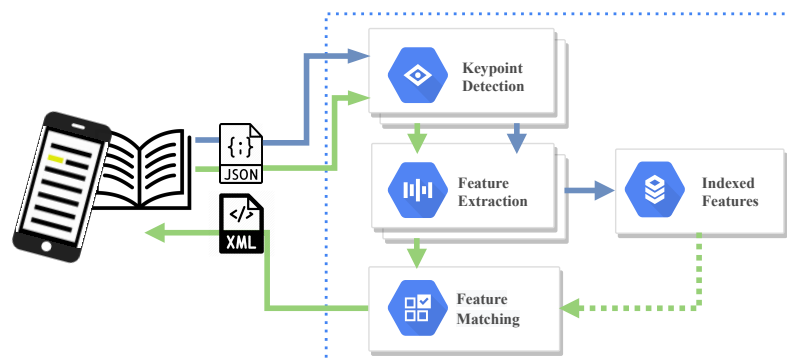 Keypoint
Detection
{;}
JSON
Feature
Extraction
Indexed
Features
</>
XML
Feature
Matching